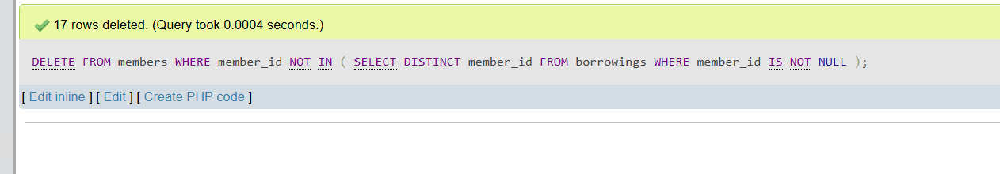 17 rows deleted. (Query took 0.0004 seconds.)
DELETE FROM members WHERE member_id NOT IN ( SELECT DISTINCT member_id FROM borrowings WHERE member_id IS NOT NULL );
[ Edit inline ] [ Edit ] [ Create PHP code ]